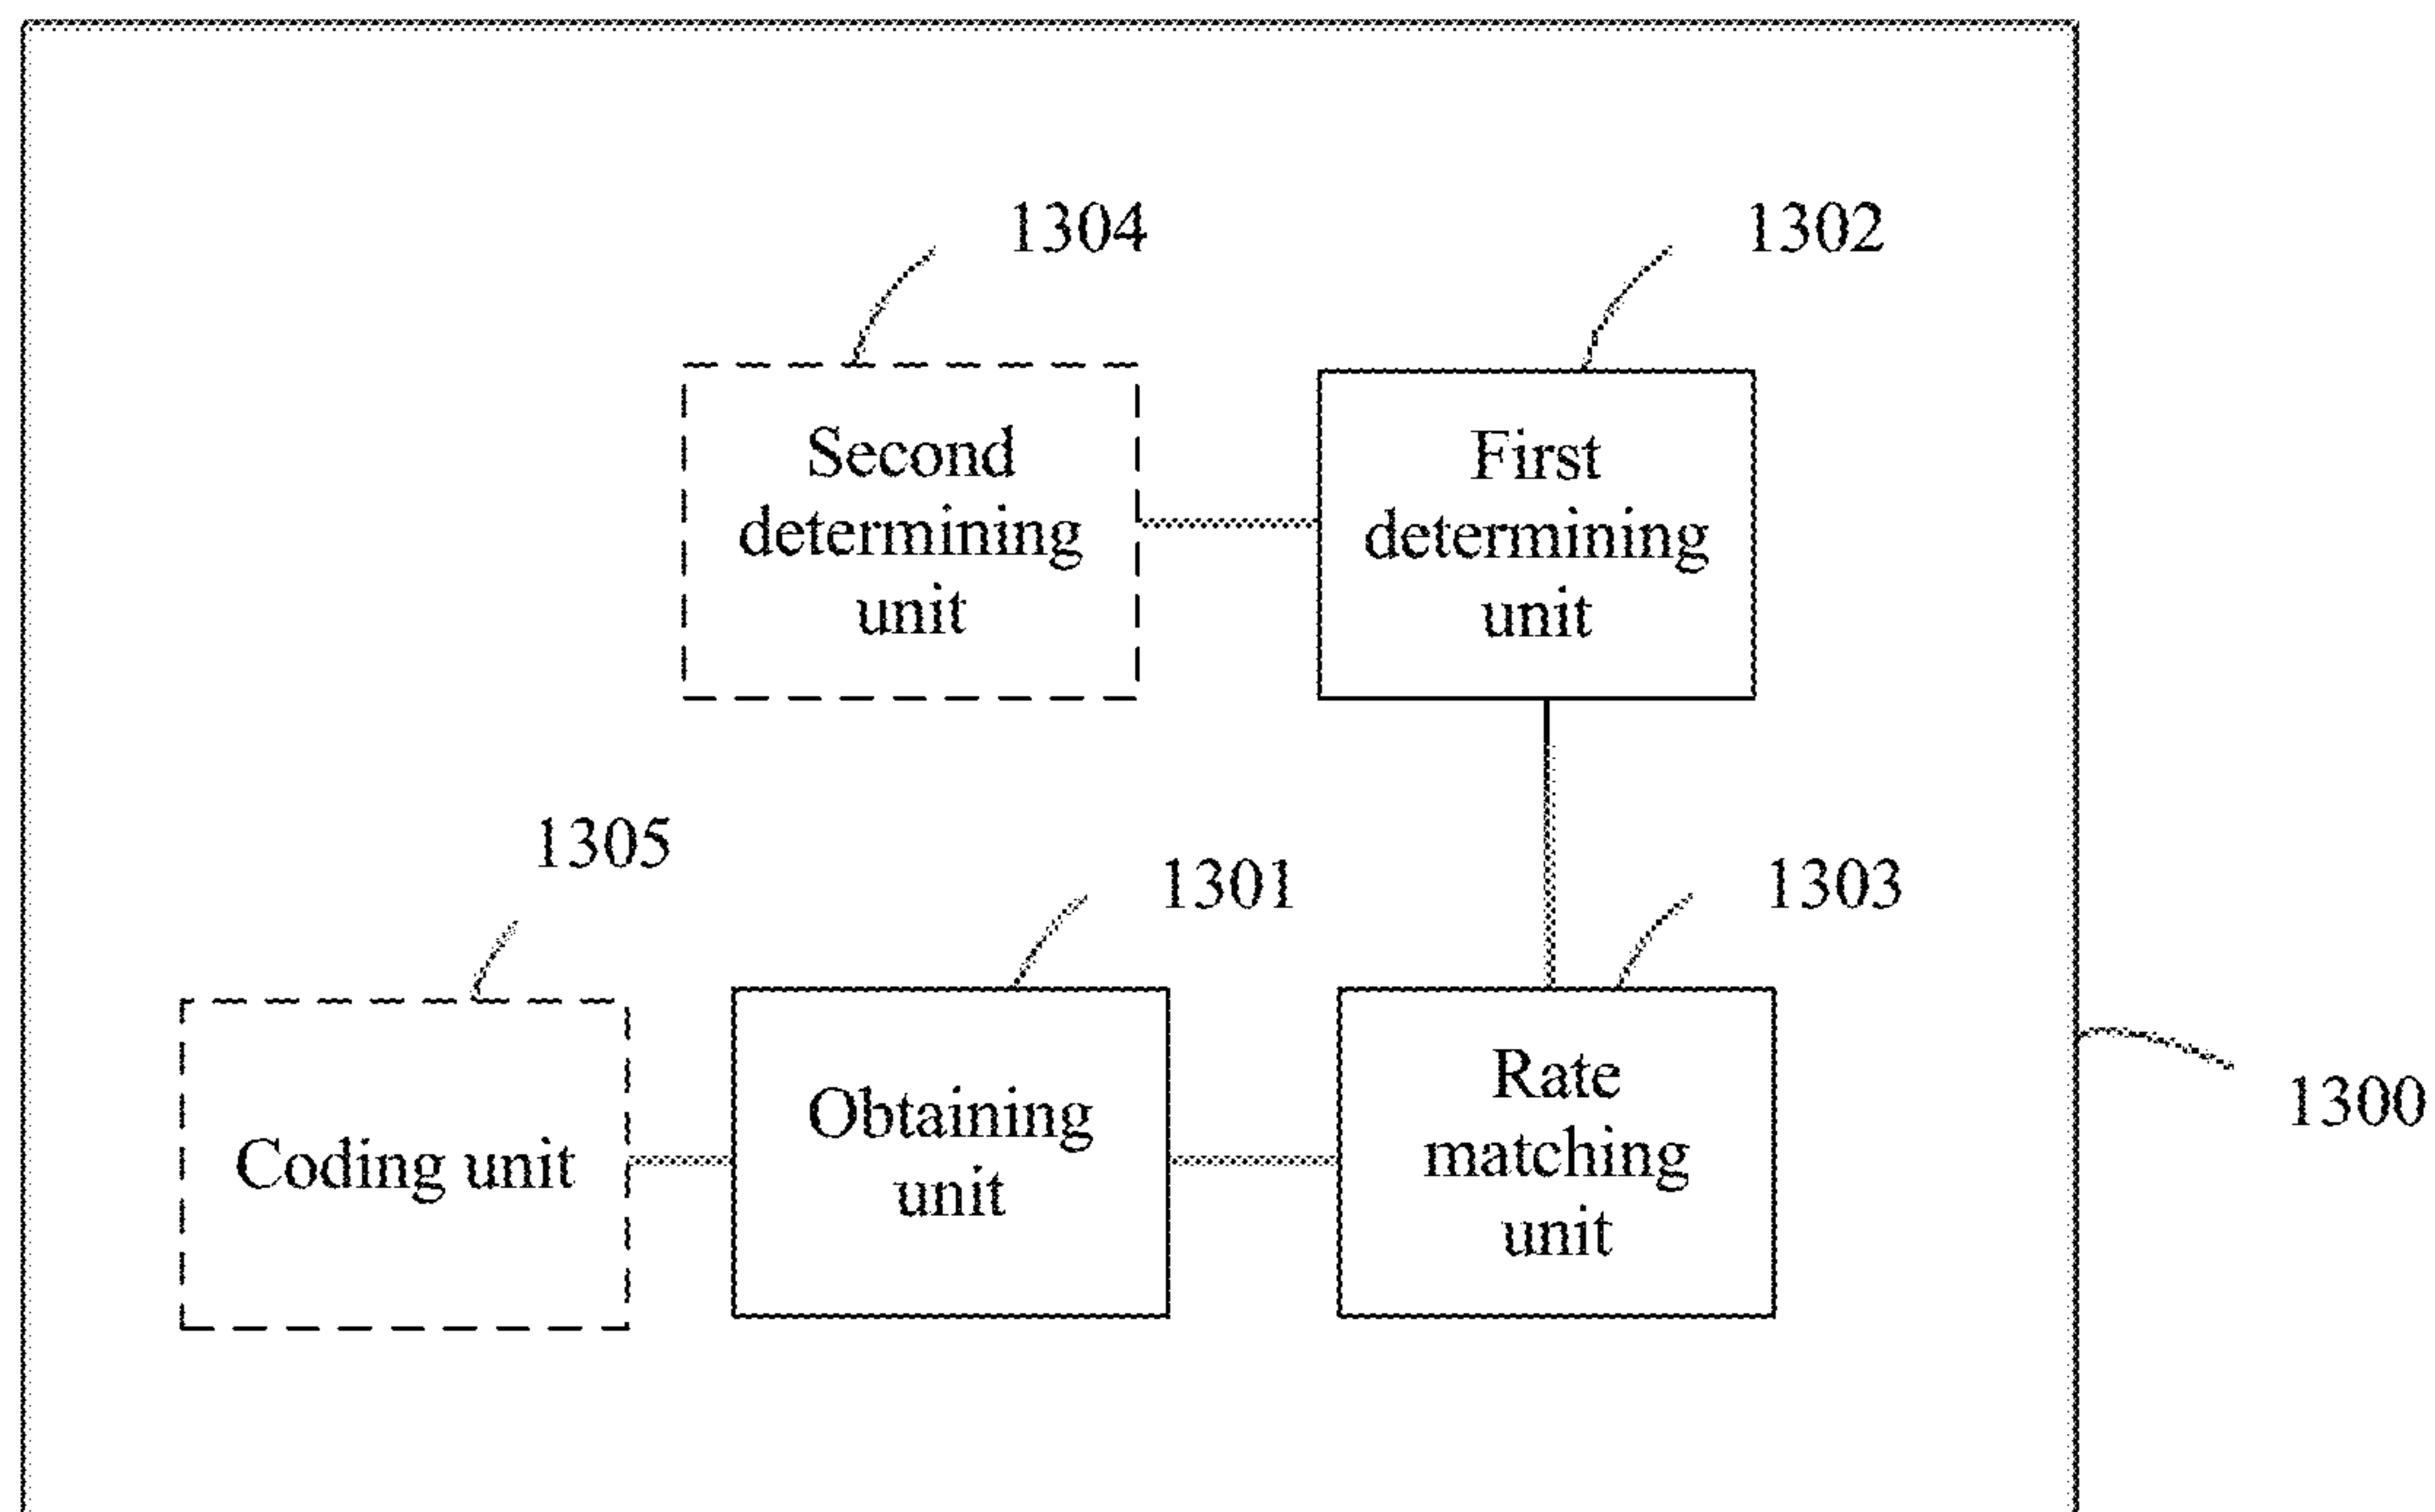 1304
1302
Second
determining
unit
First
determining
unit
1305
1301
1303
Coding unit
Obtaining
unit
Rate
matching
unit
1300